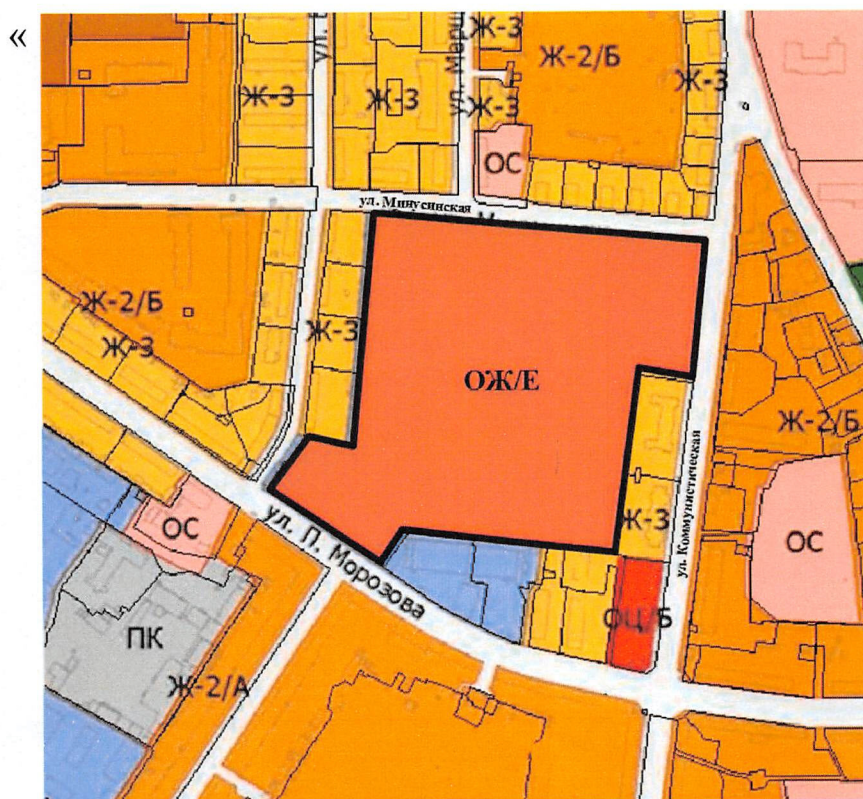 «
Ж-3
Ж-3
Ж-3
Ж-2/Б
Ж-3
Ж-3
ОС
ул. Минусинская
Ж-2/Б
Ж-3
Ж-3
ОЖ/Е
Ж-2/Б
ул. Коммунистическая
Ж-3
ОС
ОС
ул. П. Морозова
ОЦ/Б
ПК
Ж-2/А